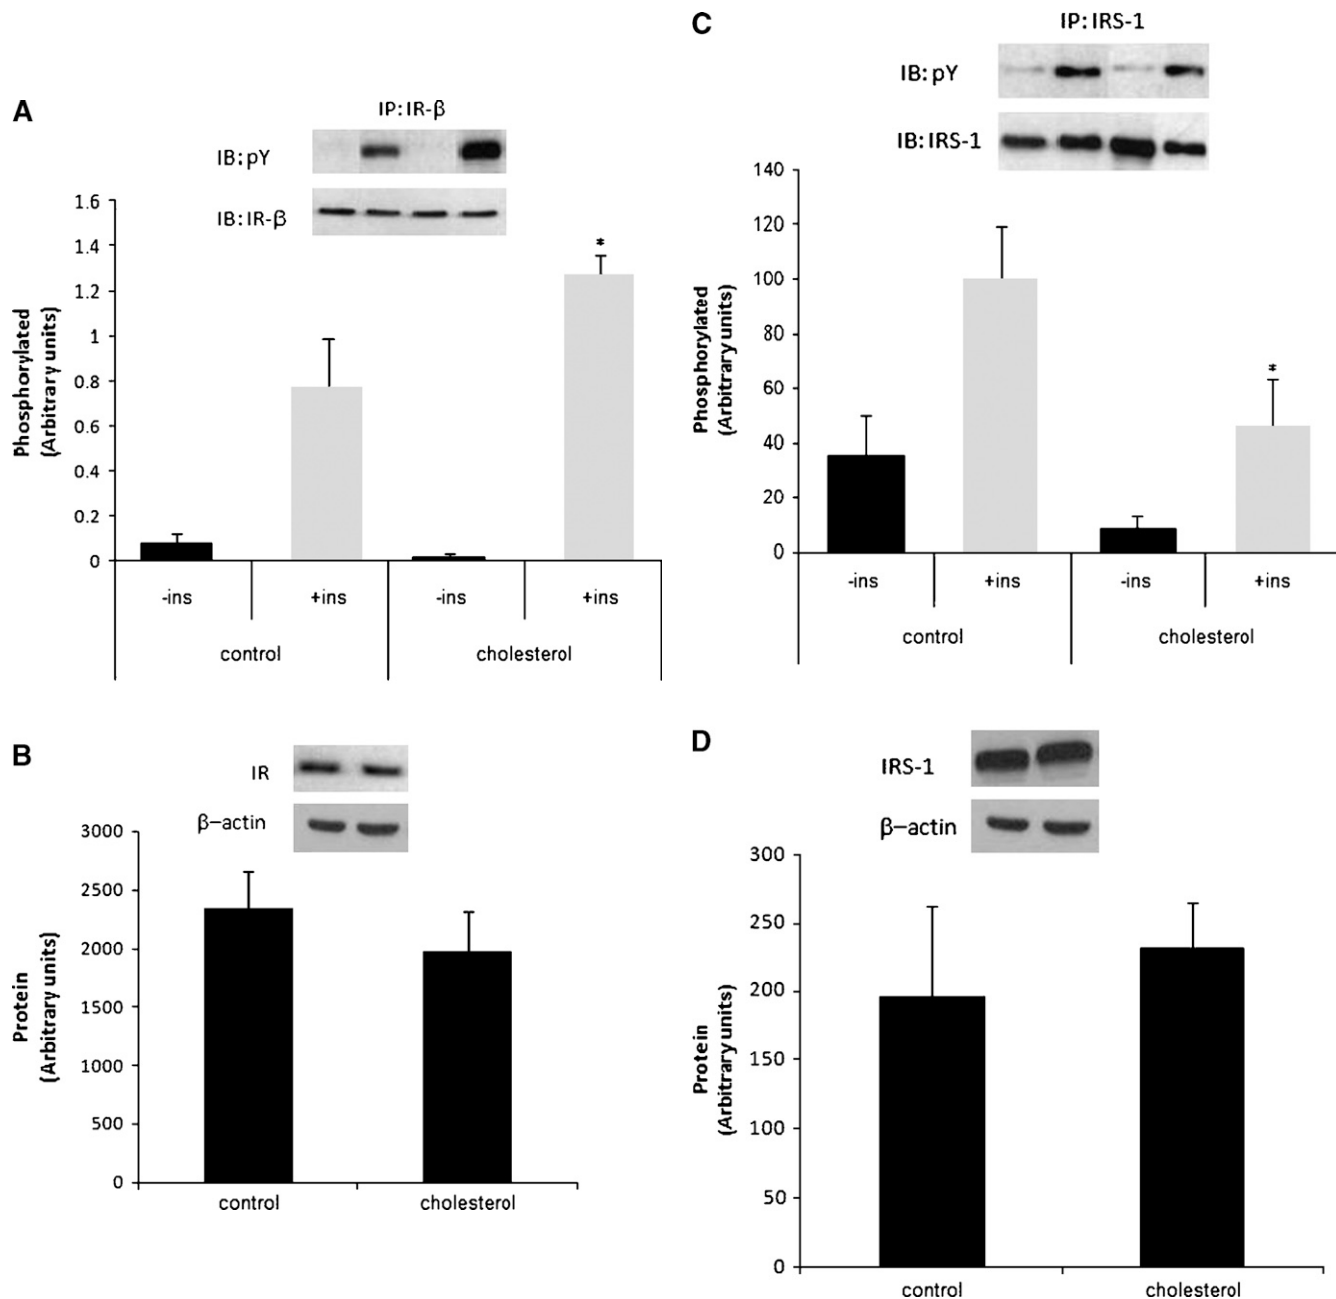 A
IP: IR-β
IB: pY
IB: IR-β
1.6
1.4
1.2
1
0.8
0.6
0.4
0.2
0
Phosphorylated
(Arbitrary units)
*
-ins
+ins
-ins
+ins
control
cholesterol
C
IP: IRS-1
IB: pY
IB: IRS-1
140
120
100
80
60
40
20
0
Phosphorylated
(Arbitrary units)
*
-ins
+ins
-ins
+ins
control
cholesterol
B
IR
β-actin
3000
2500
2000
1500
1000
500
0
Protein
(Arbitrary units)
control
cholesterol
D
IRS-1
β-actin
300
250
200
150
100
50
0
Protein
(Arbitrary units)
control
cholesterol